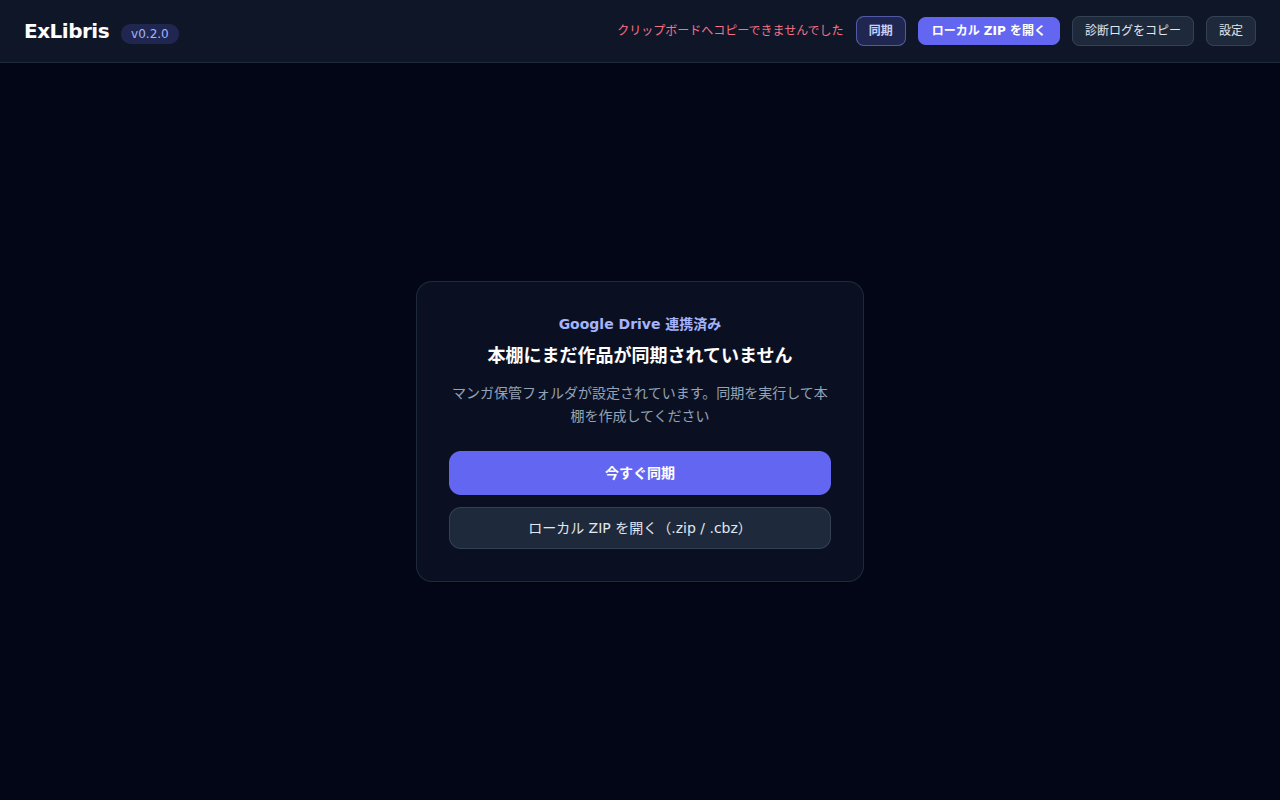 ExLibris
v0.2.0
クリップボードへコピーできませんでした
同期
ローカル ZIP を開く
診断ログをコピー
設定
Google Drive 連携済み
本棚にまだ作品が同期されていません
マンガ保管フォルダが設定されています。同期を実行して本
棚を作成してください
今すぐ同期
ローカル ZIP を開く（.zip / .cbz）